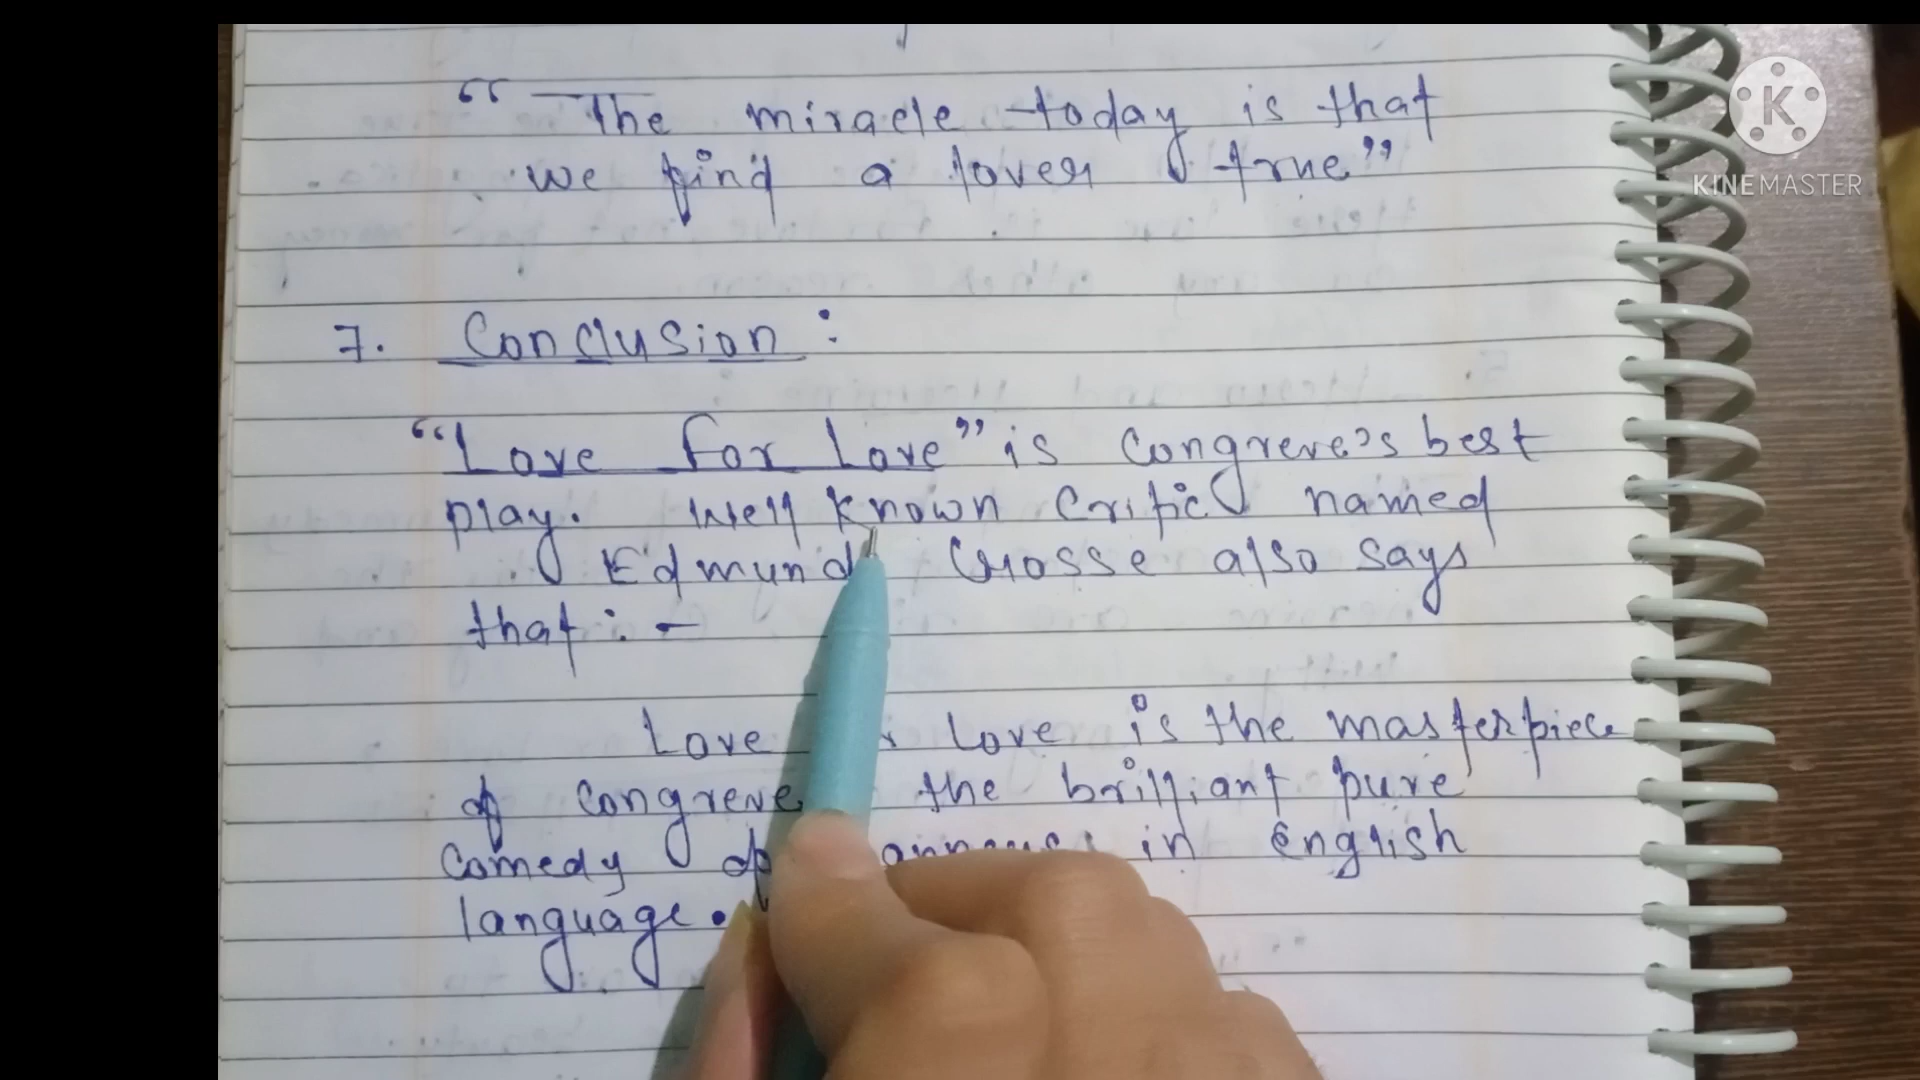 “ The miracle today is that
we find a lover true”
7. Conclusion :
“Love For Love” is Congreve's best
play. Well known critic named
Edmund Gosse also says
that : -
Love love is the masterpiece
of congreve the brilliant pure
Comedy of in english
language.
K
KINEMASTER